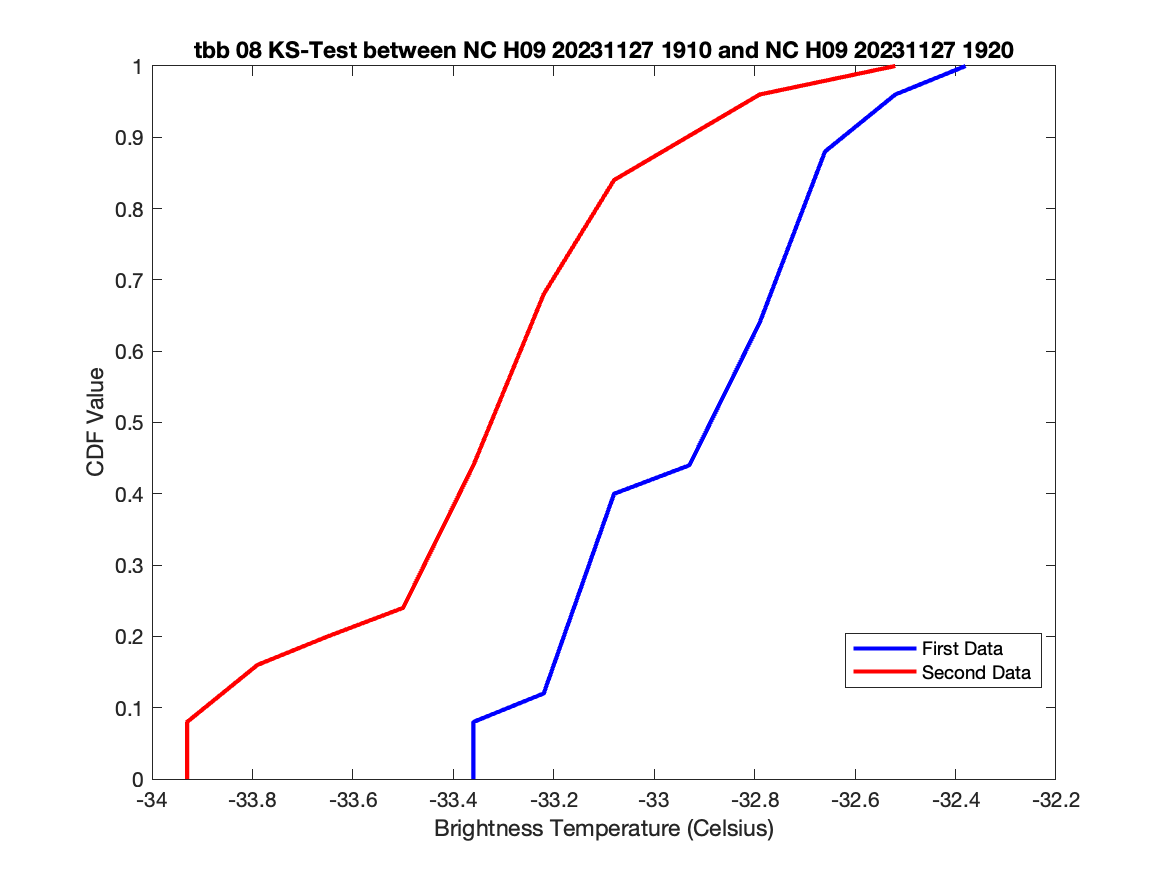 tbb 08 KS-Test between NC H09 20231127 1910 and NC H09 20231127 1920
1
0.9
0.8
0.7
0.6
0.5
0.4
0.3
0.2
0.1
0
CDF Value
First Data
Second Data
-34 -33.8 -33.6 -33.4 -33.2 -33 -32.8 -32.6 -32.4 -32.2
Brightness Temperature (Celsius)